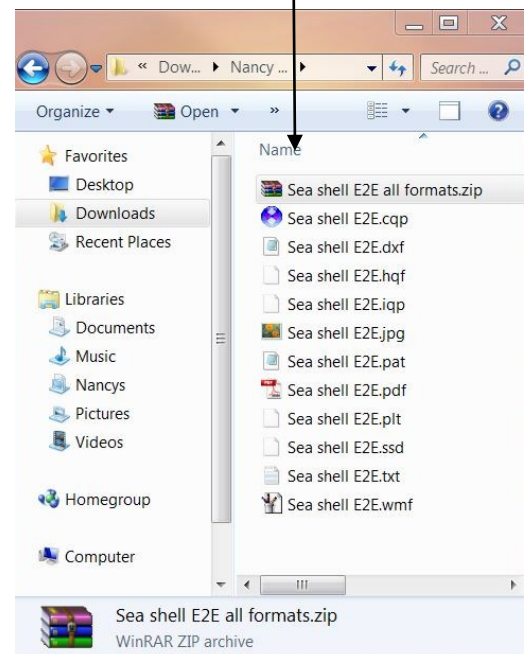 « Dow... Nancy ... Search ...
Organize Open »
Favorites
Desktop
Downloads
Recent Places
Libraries
Documents
Music
Nancys
Pictures
Videos
Homegroup
Computer
Name
Sea shell E2E all formats.zip
Sea shell E2E.cqp
Sea shell E2E.dxf
Sea shell E2E.hqf
Sea shell E2E.iqp
Sea shell E2E.jpg
Sea shell E2E.pat
Sea shell E2E.pdf
Sea shell E2E.plt
Sea shell E2E.ssd
Sea shell E2E.txt
Sea shell E2E.wmf
Sea shell E2E all formats.zip
WinRAR ZIP archive